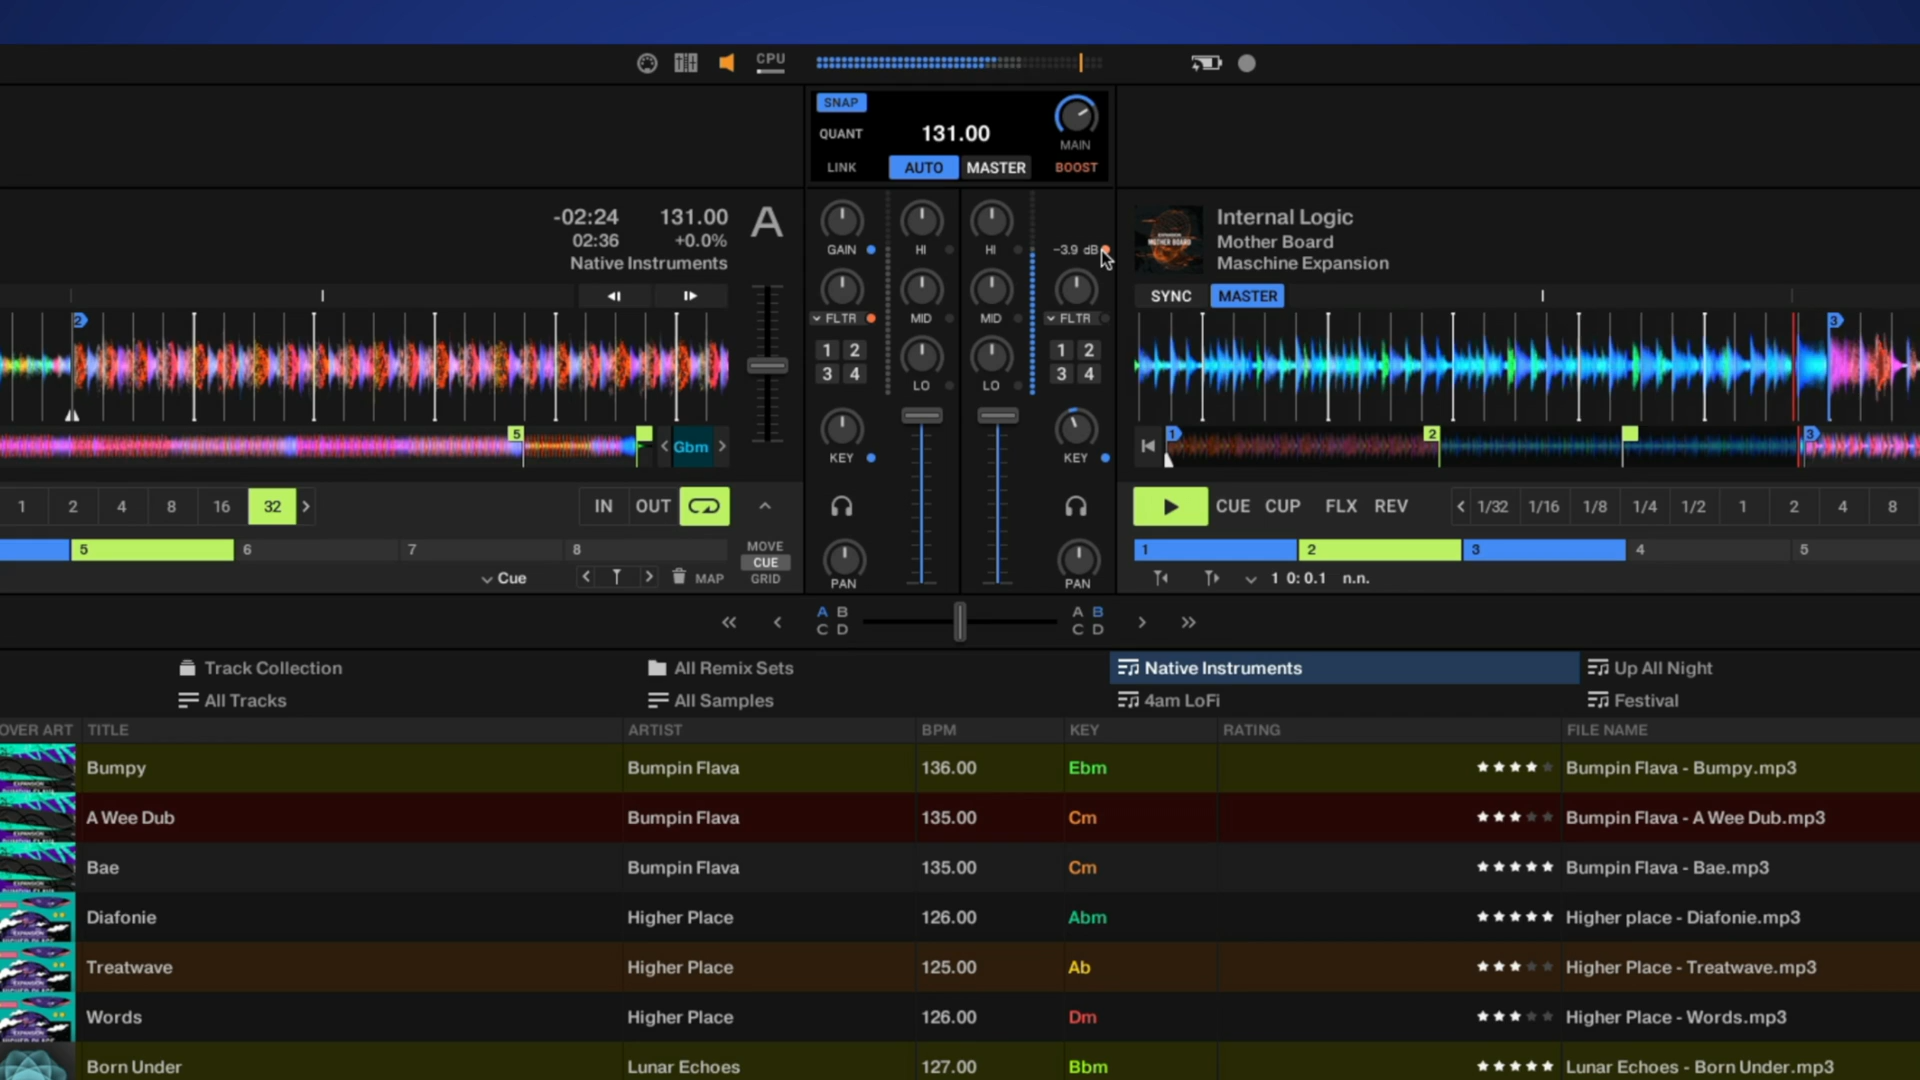 CPU
SNAP
QUANT
131.00
MAIN
LINK
AUTO
MASTER
BOOST
-02:24
131.00
A
02:36
+0.0%
Native Instruments
GAIN
HI
HI
-3.9 dB
Internal Logic
Mother Board
Maschine Expansion
SYNC
MASTER
2
FLTR
MID
MID
FLTR
3
1 2
3 4
LO
LO
1 2
3 4
5
Gbm
1
2
3
KEY
KEY
1 2 4 8 16 32
IN
OUT
CUE
CUP
FLX
REV
1/32 1/16 1/8 1/4 1/2 1 2 4 8
5 6 7 8
MOVE
CUE
GRID
1 2 3 4 5
Cue
MAP
PAN
PAN
1 0:0.1 n.n.
A B
C D
A B
C D
Track Collection
All Remix Sets
Native Instruments
Up All Night
All Tracks
All Samples
4am LoFi
Festival
OVER ART TITLE ARTIST BPM KEY RATING FILE NAME
Bumpy Bumpin Flava 136.00 Ebm Bumpin Flava - Bumpy.mp3
A Wee Dub Bumpin Flava 135.00 Cm Bumpin Flava - A Wee Dub.mp3
Bae Bumpin Flava 135.00 Cm Bumpin Flava - Bae.mp3
Diafonie Higher Place 126.00 Abm Higher place - Diafonie.mp3
Treatwave Higher Place 125.00 Ab Higher Place - Treatwave.mp3
Words Higher Place 126.00 Dm Higher Place - Words.mp3
Born Under Lunar Echoes 127.00 Bbm Lunar Echoes - Born Under.mp3